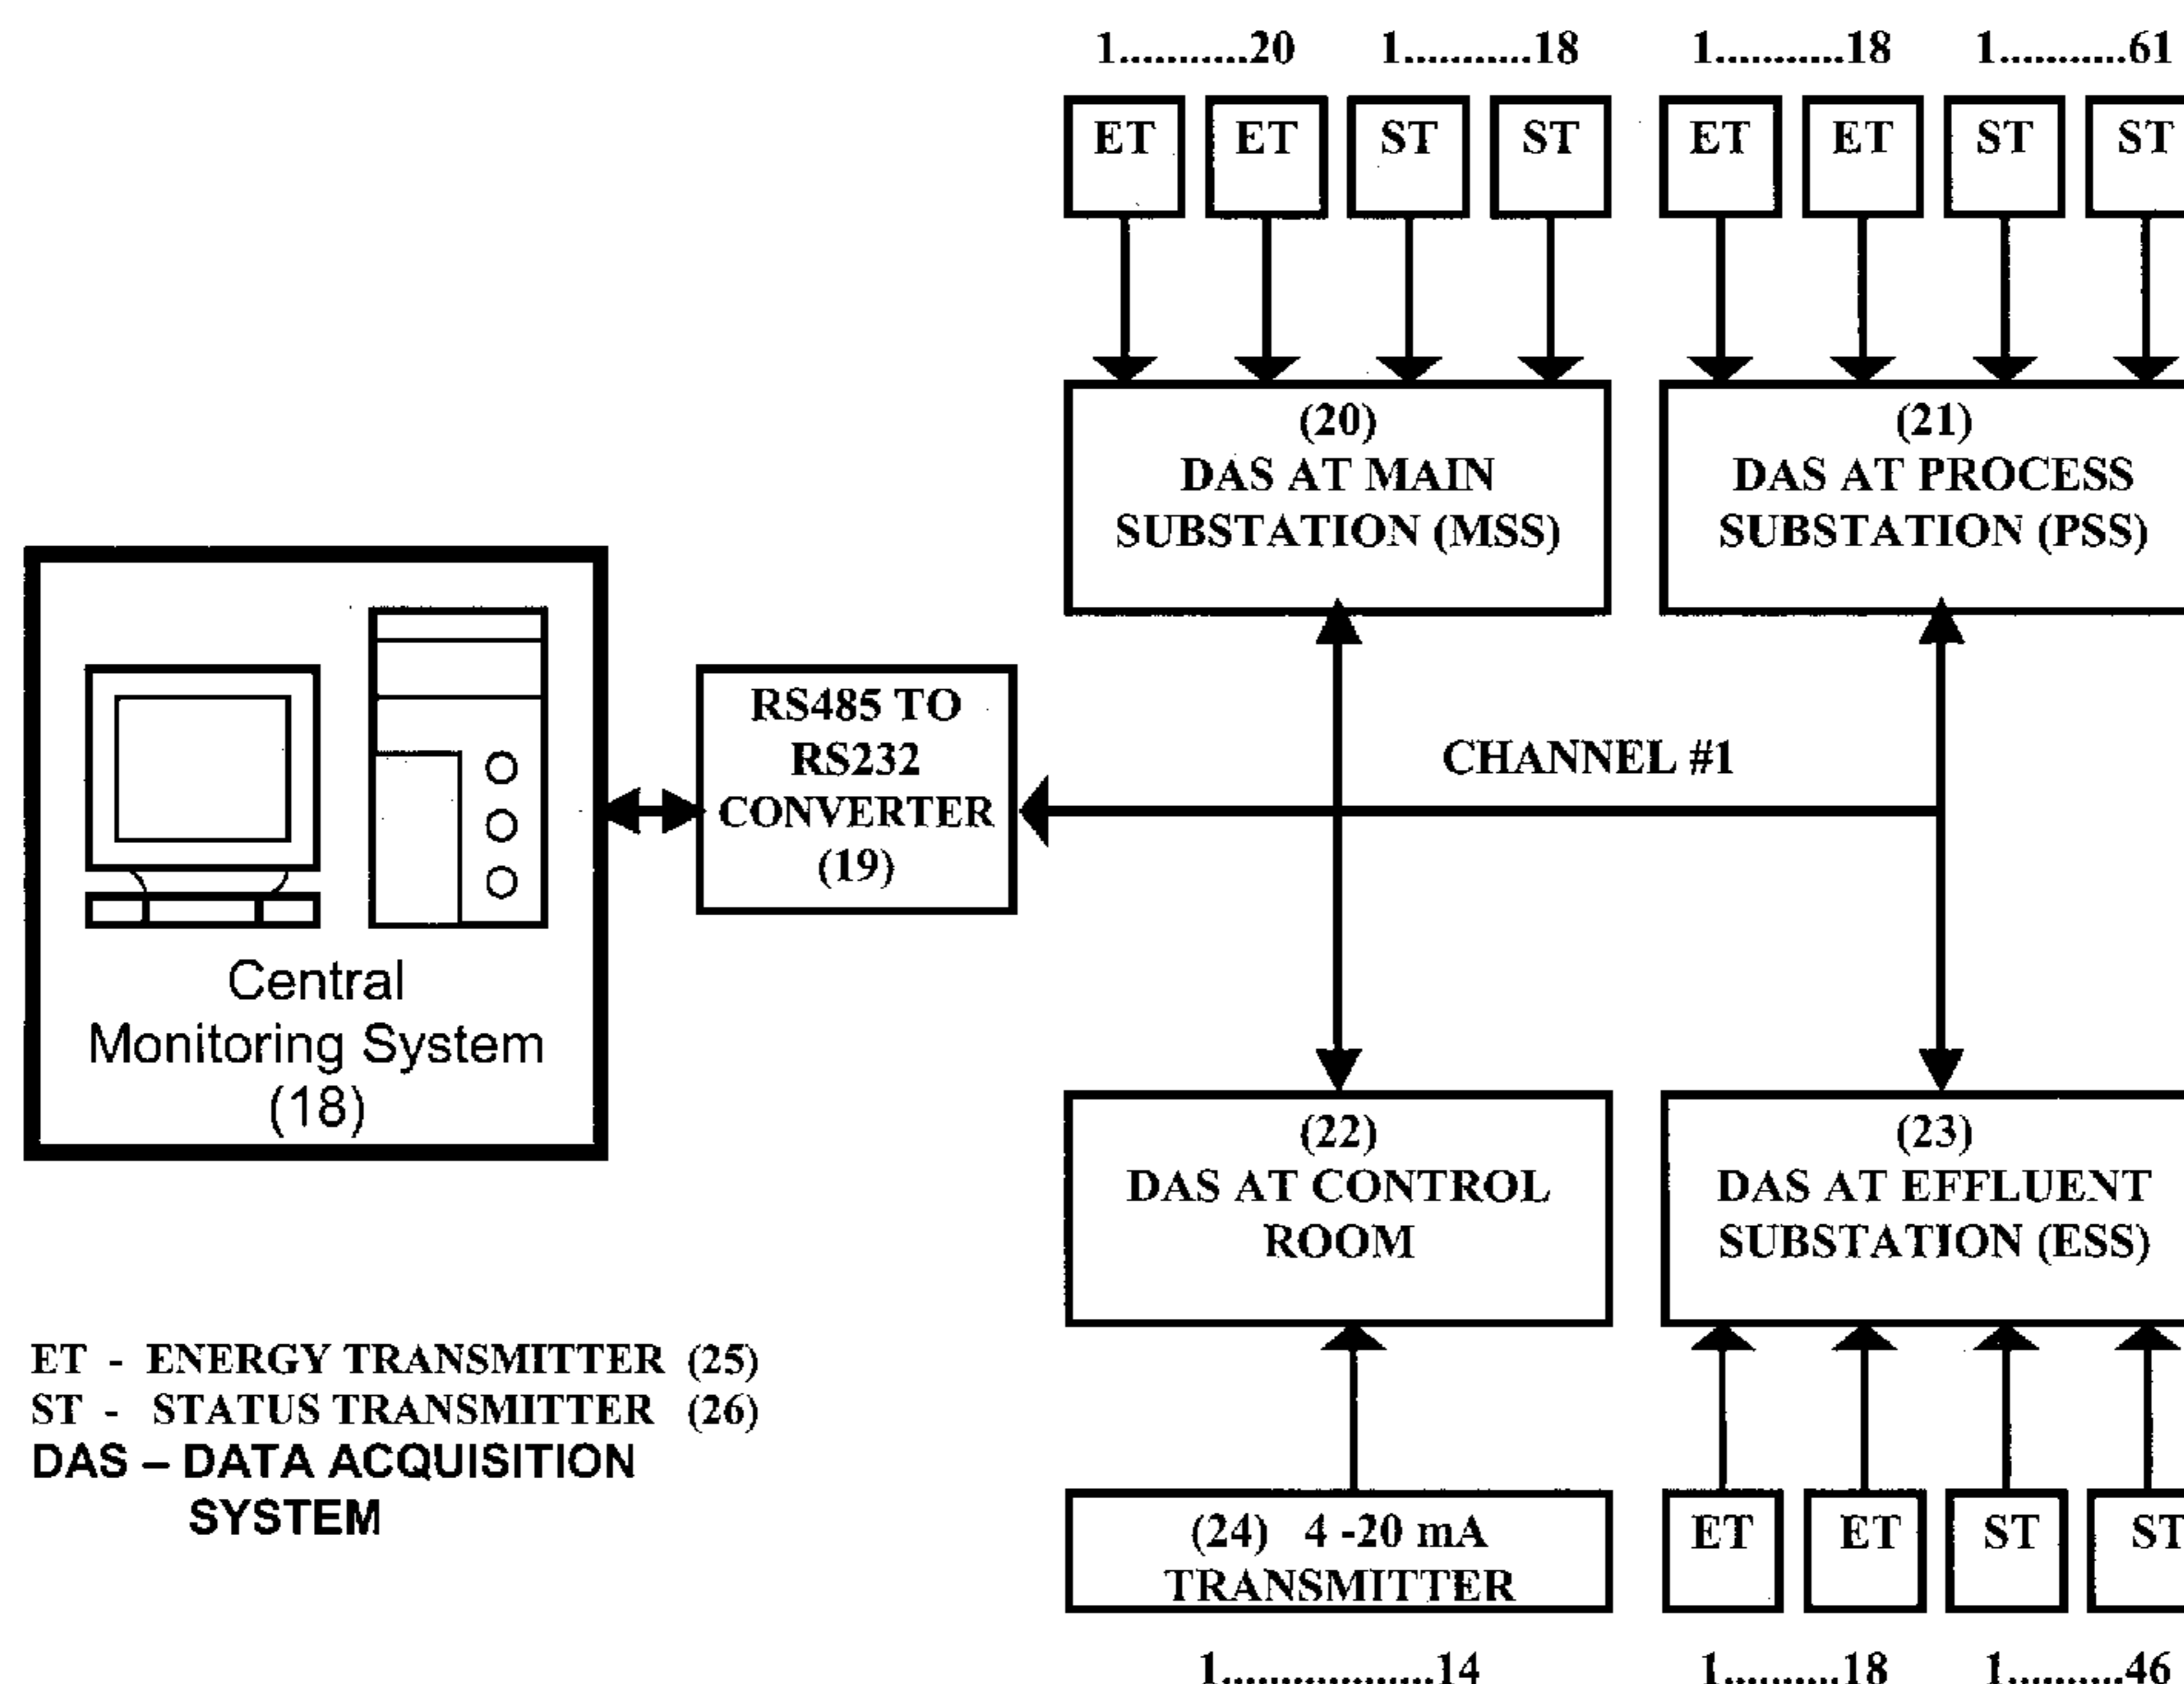 1...........20 1...........18 1...........18 1...........61
ET ET ST ST ET ET ST ST
(20)
DAS AT MAIN
SUBSTATION (MSS)
(21)
DAS AT PROCESS
SUBSTATION (PSS)
RS485 TO
RS232
CONVERTER
(19)
CHANNEL #1
Central
Monitoring System
(18)
(22)
DAS AT CONTROL
ROOM
(23)
DAS AT EFFLUENT
SUBSTATION (ESS)
ET - ENERGY TRANSMITTER (25)
ST - STATUS TRANSMITTER (26)
DAS – DATA ACQUISITION
SYSTEM
(24) 4 -20 mA
TRANSMITTER
ET ET ST ST
1..................14 1..........18 1..........46